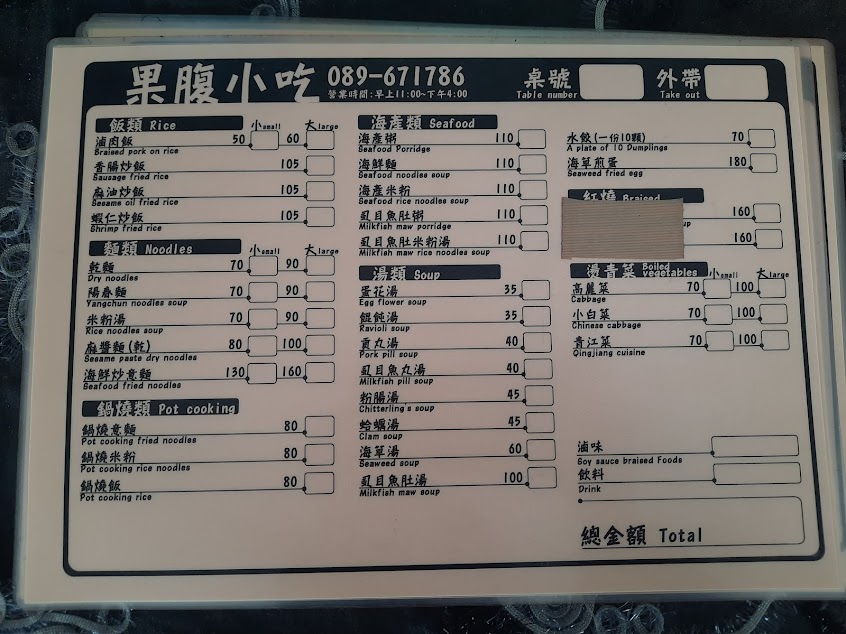 果腹小吃 089-671786
營業時間:早上11:00~下午4:00
桌號 外帶
Table number Take out
飯類 Rice 小small 大large
滷肉飯 50 60
Braised pork on rice
香腸炒飯 105
Sausage fried rice
麻油炒飯 105
Sesame oil fried rice
蝦仁炒飯 105
Shrimp fried rice
麵類 Noodles 小small 大large
乾麵 70 90
Dry noodles
陽春麵 70 90
Yangchun noodles soup
米粉湯 70 90
Rice noodles soup
麻醬麵(乾) 80 100
Sesame paste dry noodles
海鮮炒意麵 130 160
Seafood fried noodles
鍋燒類 Pot cooking
鍋燒意麵 80
Pot cooking fried noodles
鍋燒米粉 80
Pot cooking rice noodles
鍋燒飯 80
Pot cooking rice
海產類 Seafood
海產粥 110
Seafood Porridge
海鮮麵 110
Seafood noodles soup
海產米粉 110
Seafood rice noodles soup
虱目魚肚粥 110
Milkfish maw porridge
虱目魚肚米粉湯 110
Milkfish maw rice noodles soup
湯類 Soup
蛋花湯 35
Egg flower soup
餛飩湯 35
Ravioli soup
貢丸湯 40
Pork pill soup
虱目魚丸湯 40
Milkfish pill soup
粉腸湯 45
Chitterling's soup
蛤蠣湯 45
Clam soup
海草湯 60
Seaweed soup
虱目魚肚湯 100
Milkfish maw soup
水餃(一份10顆) 70
A plate of 10 Dumplings
海草煎蛋 180
Seaweed fried egg
紅燒 Braised
160
160
燙青菜 Boiled vegetables 小small 大large
高麗菜 70 100
Cabbage
小白菜 70 100
Chinese cabbage
青江菜 70 100
Qingjiang cuisine
滷味
Soy sauce braised Foods
飲料
Drink
總金額 Total